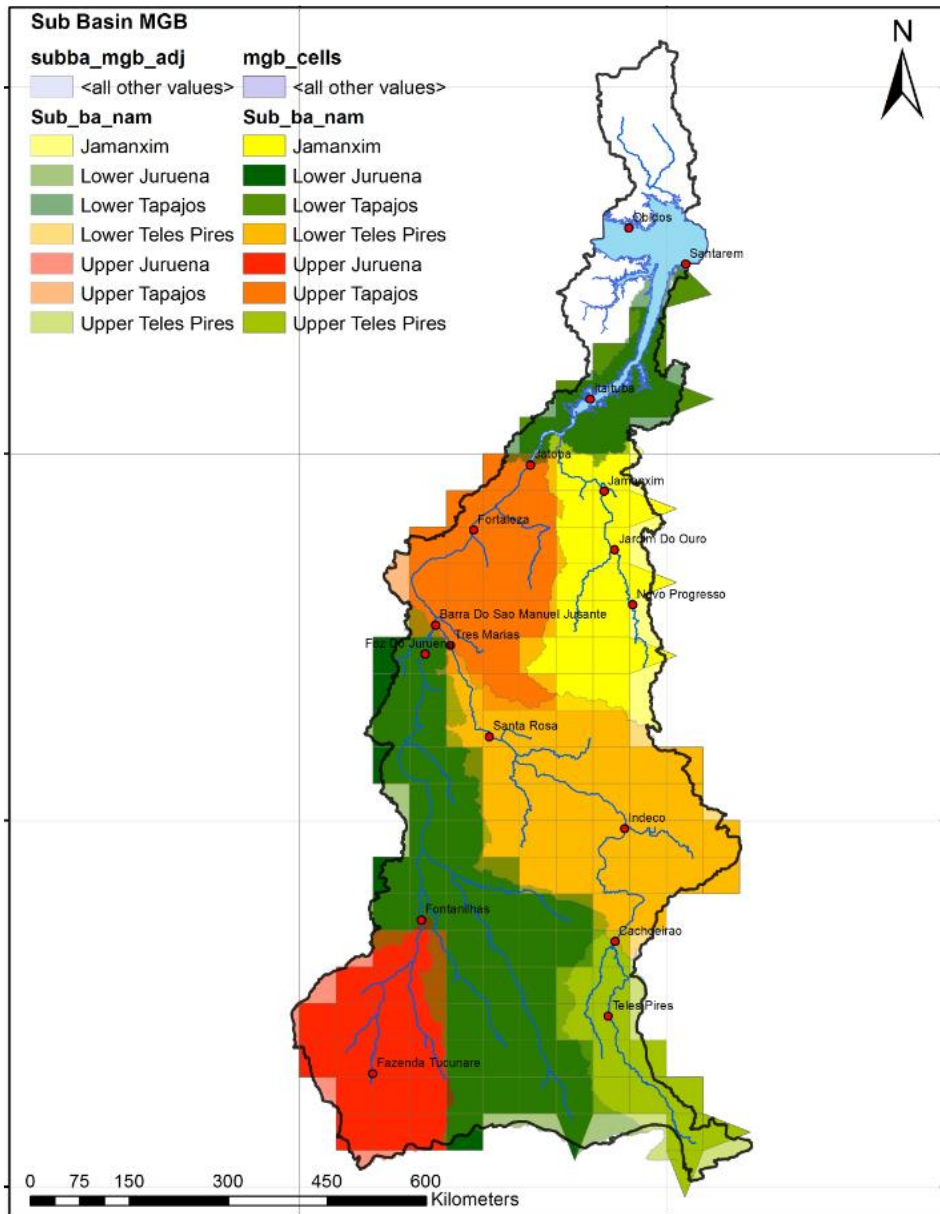 Sub Basin MGB
subba_mgb_adj mgb_cells
<all other values> <all other values>
Sub_ba_nam Sub_ba_nam
Jamanxim Jamanxim
Lower Juruena Lower Juruena
Lower Tapajos Lower Tapajos
Lower Teles Pires Lower Teles Pires
Upper Juruena Upper Juruena
Upper Tapajos Upper Tapajos
Upper Teles Pires Upper Teles Pires
N
Obidos
Santarem
Itaituba
Jatoba
Jamanxim
Fortaleza
Jardim Do Ouro
Novo Progresso
Barra Do Sao Manuel Jusante
Tres Marias
Foz Do Juruena
Santa Rosa
Indeco
Fontanilhas
Cachoeirao
Teles Pires
Fazenda Tucunare
0 75 150 300 450 600
Kilometers